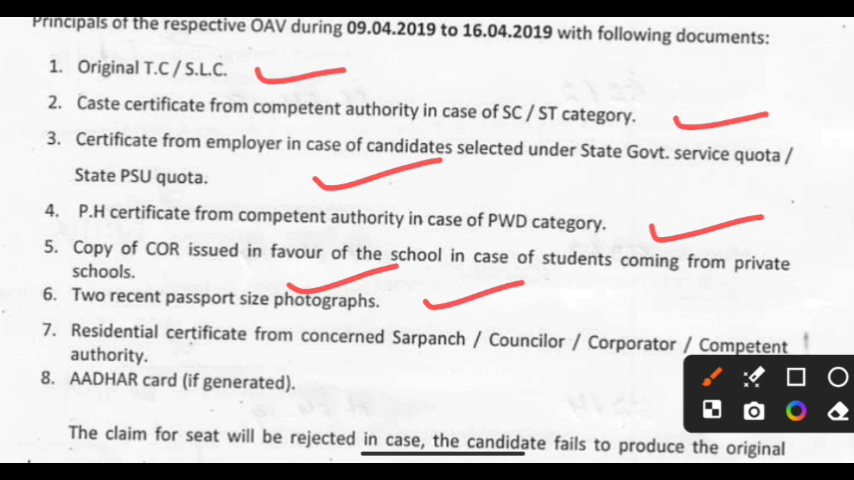 Principals of the respective OAV during 09.04.2019 to 16.04.2019 with following documents:
1. Original T.C / S.L.C.
2. Caste certificate from competent authority in case of SC / ST category.
3. Certificate from employer in case of candidates selected under State Govt. service quota /
State PSU quota.
4. P.H certificate from competent authority in case of PWD category.
5. Copy of COR issued in favour of the school in case of students coming from private
schools.
6. Two recent passport size photographs.
7. Residential certificate from concerned Sarpanch / Councilor / Corporator / Competent
authority.
8. AADHAR card (if generated).
The claim for seat will be rejected in case, the candidate fails to produce the original